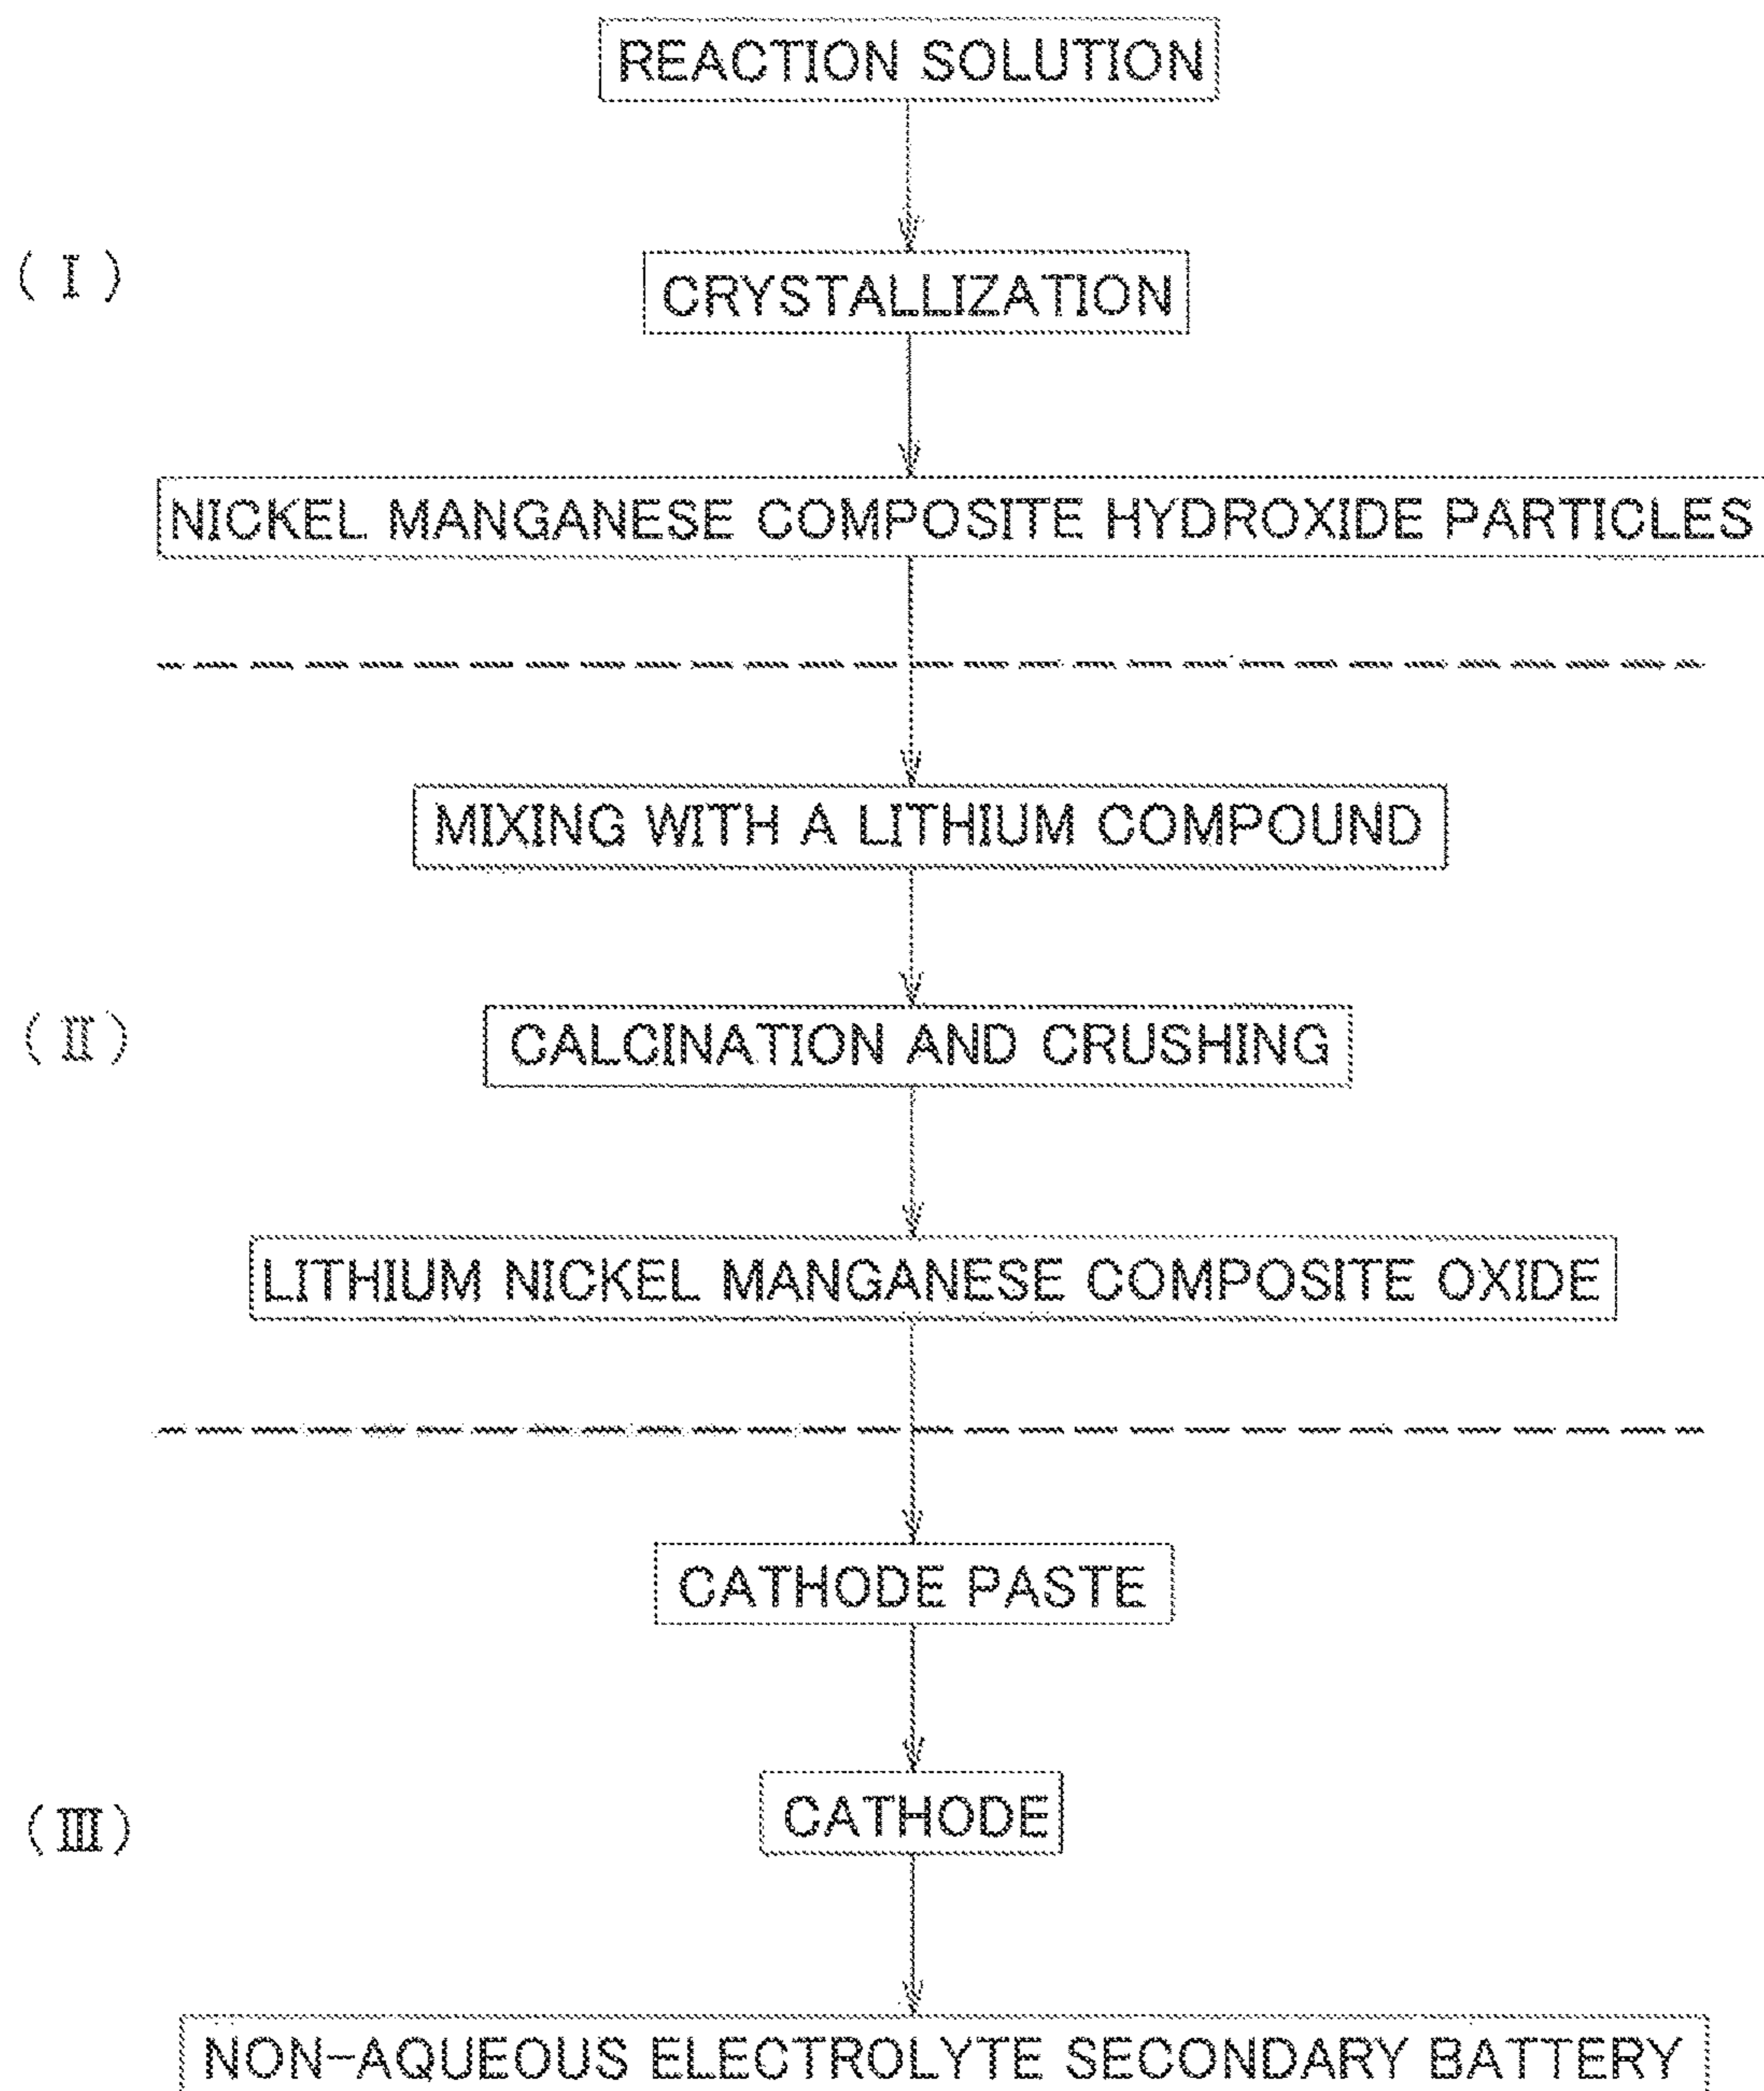 REACTION SOLUTION
(Ⅰ)
CRYSTALLIZATION
NICKEL MANGANESE COMPOSITE HYDROXIDE PARTICLES
MIXING WITH A LITHIUM COMPOUND
(Ⅱ)
CALCINATION AND CRUSHING
LITHIUM NICKEL MANGANESE COMPOSITE OXIDE
CATHODE PASTE
(Ⅲ)
CATHODE
NON-AQUEOUS ELECTROLYTE SECONDARY BATTERY